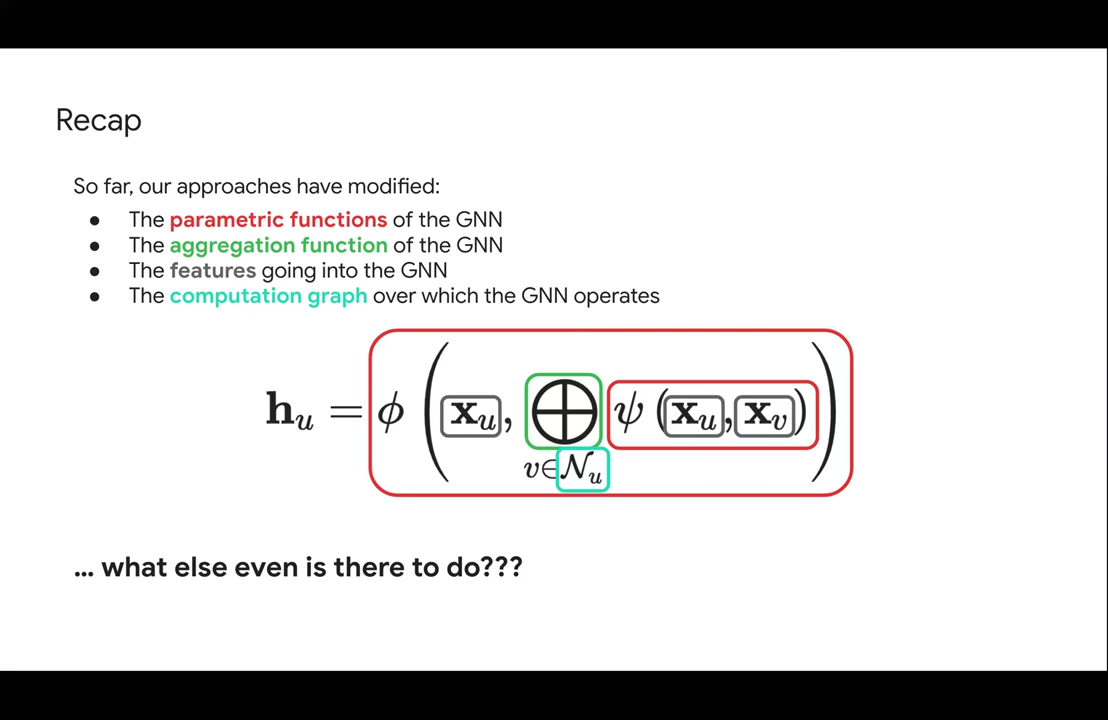 Recap
So far, our approaches have modified:
● The parametric functions of the GNN
● The aggregation function of the GNN
● The features going into the GNN
● The computation graph over which the GNN operates
𝐡ᵤ = ϕ (𝐱ᵤ, ⨁ ψ (𝐱ᵤ, 𝐱ᵥ))
v∈𝒩ᵤ
... what else even is there to do???